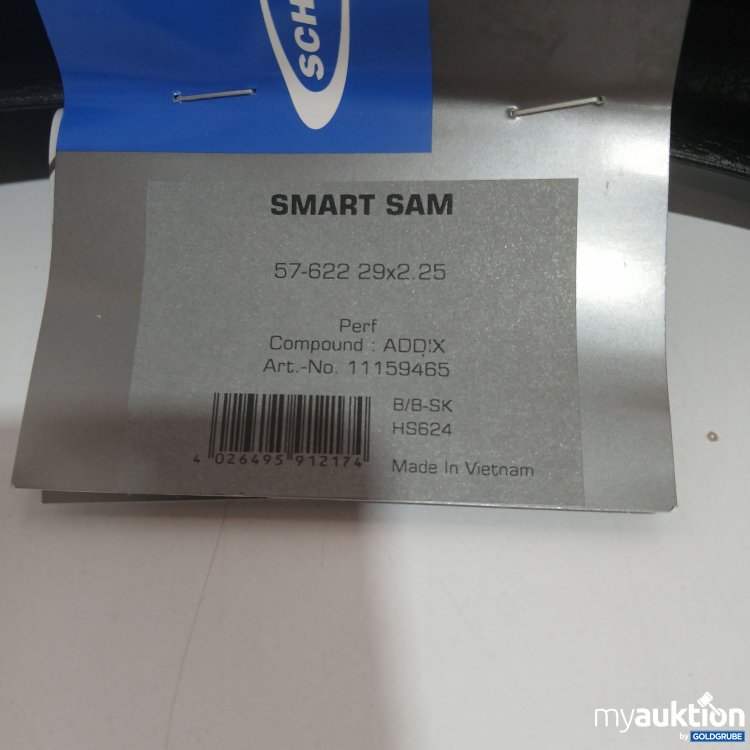 SCH
SMART SAM
57-622 29x2.25
Perf
Compound : ADDIX
Art.-No. 11159465
B/B-SK
HS624
4 026495 912174
Made In Vietnam
myauktion
by GOLDGRUBE